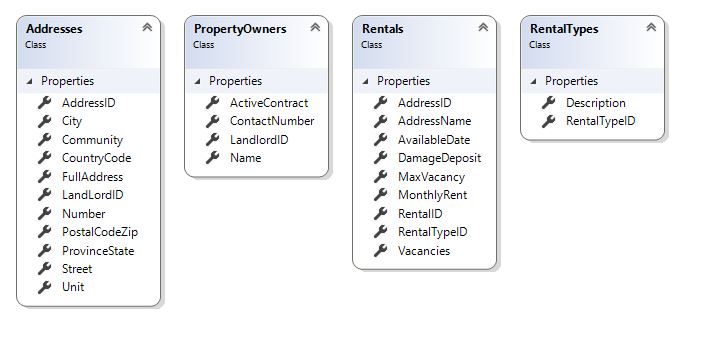 Addresses
Class
Properties
AddressID
City
Community
CountryCode
FullAddress
LandLordID
Number
PostalCodeZip
ProvinceState
Street
Unit
PropertyOwners
Class
Properties
ActiveContract
ContactNumber
LandlordID
Name
Rentals
Class
Properties
AddressID
AddressName
AvailableDate
DamageDeposit
MaxVacancy
MonthlyRent
RentalID
RentalTypeID
Vacancies
RentalTypes
Class
Properties
Description
RentalTypeID